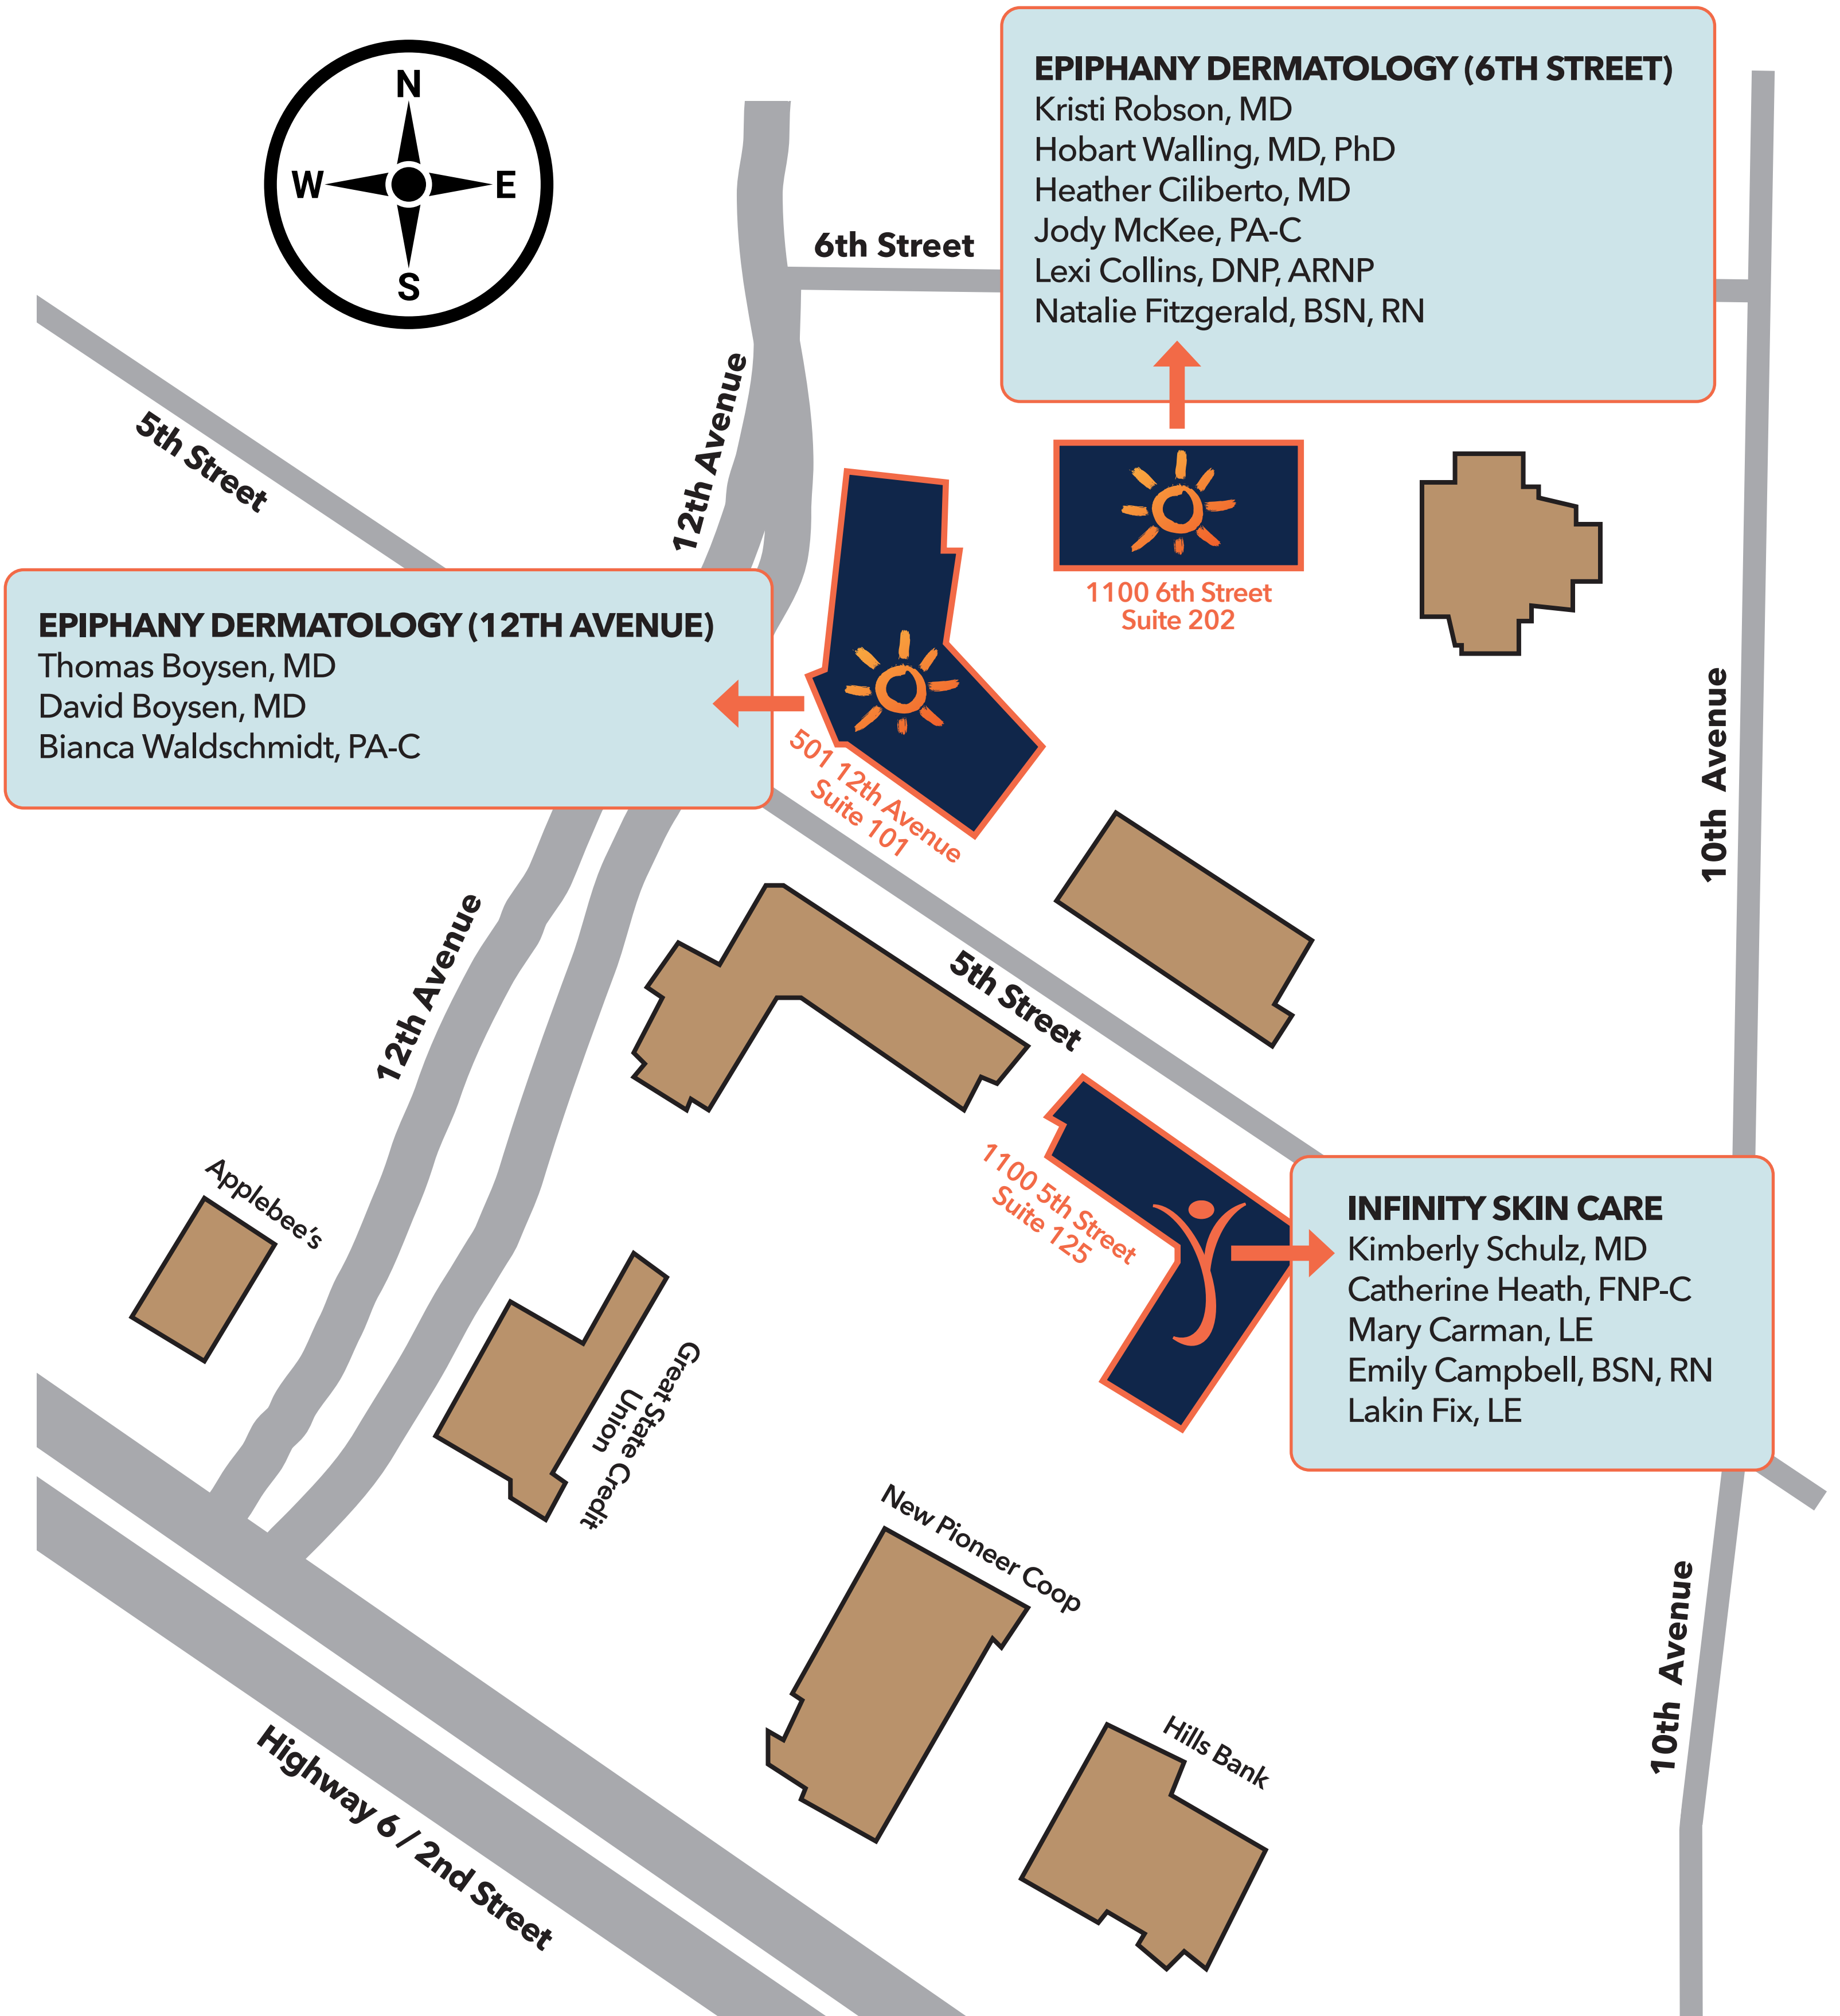 N
W
E
S
EPIPHANY DERMATOLOGY (6TH STREET)
Kristi Robson, MD
Hobart Walling, MD, PhD
Heather Ciliberto, MD
Jody McKee, PA-C
Lexi Collins, DNP, ARNP
Natalie Fitzgerald, BSN, RN
6th Street
5th Street
12th Avenue
1100 6th Street
Suite 202
EPIPHANY DERMATOLOGY (12TH AVENUE)
Thomas Boysen, MD
David Boysen, MD
Bianca Waldschmidt, PA-C
501 12th Avenue
Suite 101
10th Avenue
12th Avenue
5th Street
Applebee's
1100 5th Street
Suite 125
INFINITY SKIN CARE
Kimberly Schulz, MD
Catherine Heath, FNP-C
Mary Carman, LE
Emily Campbell, BSN, RN
Lakin Fix, LE
Great State Credit
Union
New Pioneer Coop
10th Avenue
Hills Bank
Highway 6 / 2nd Street